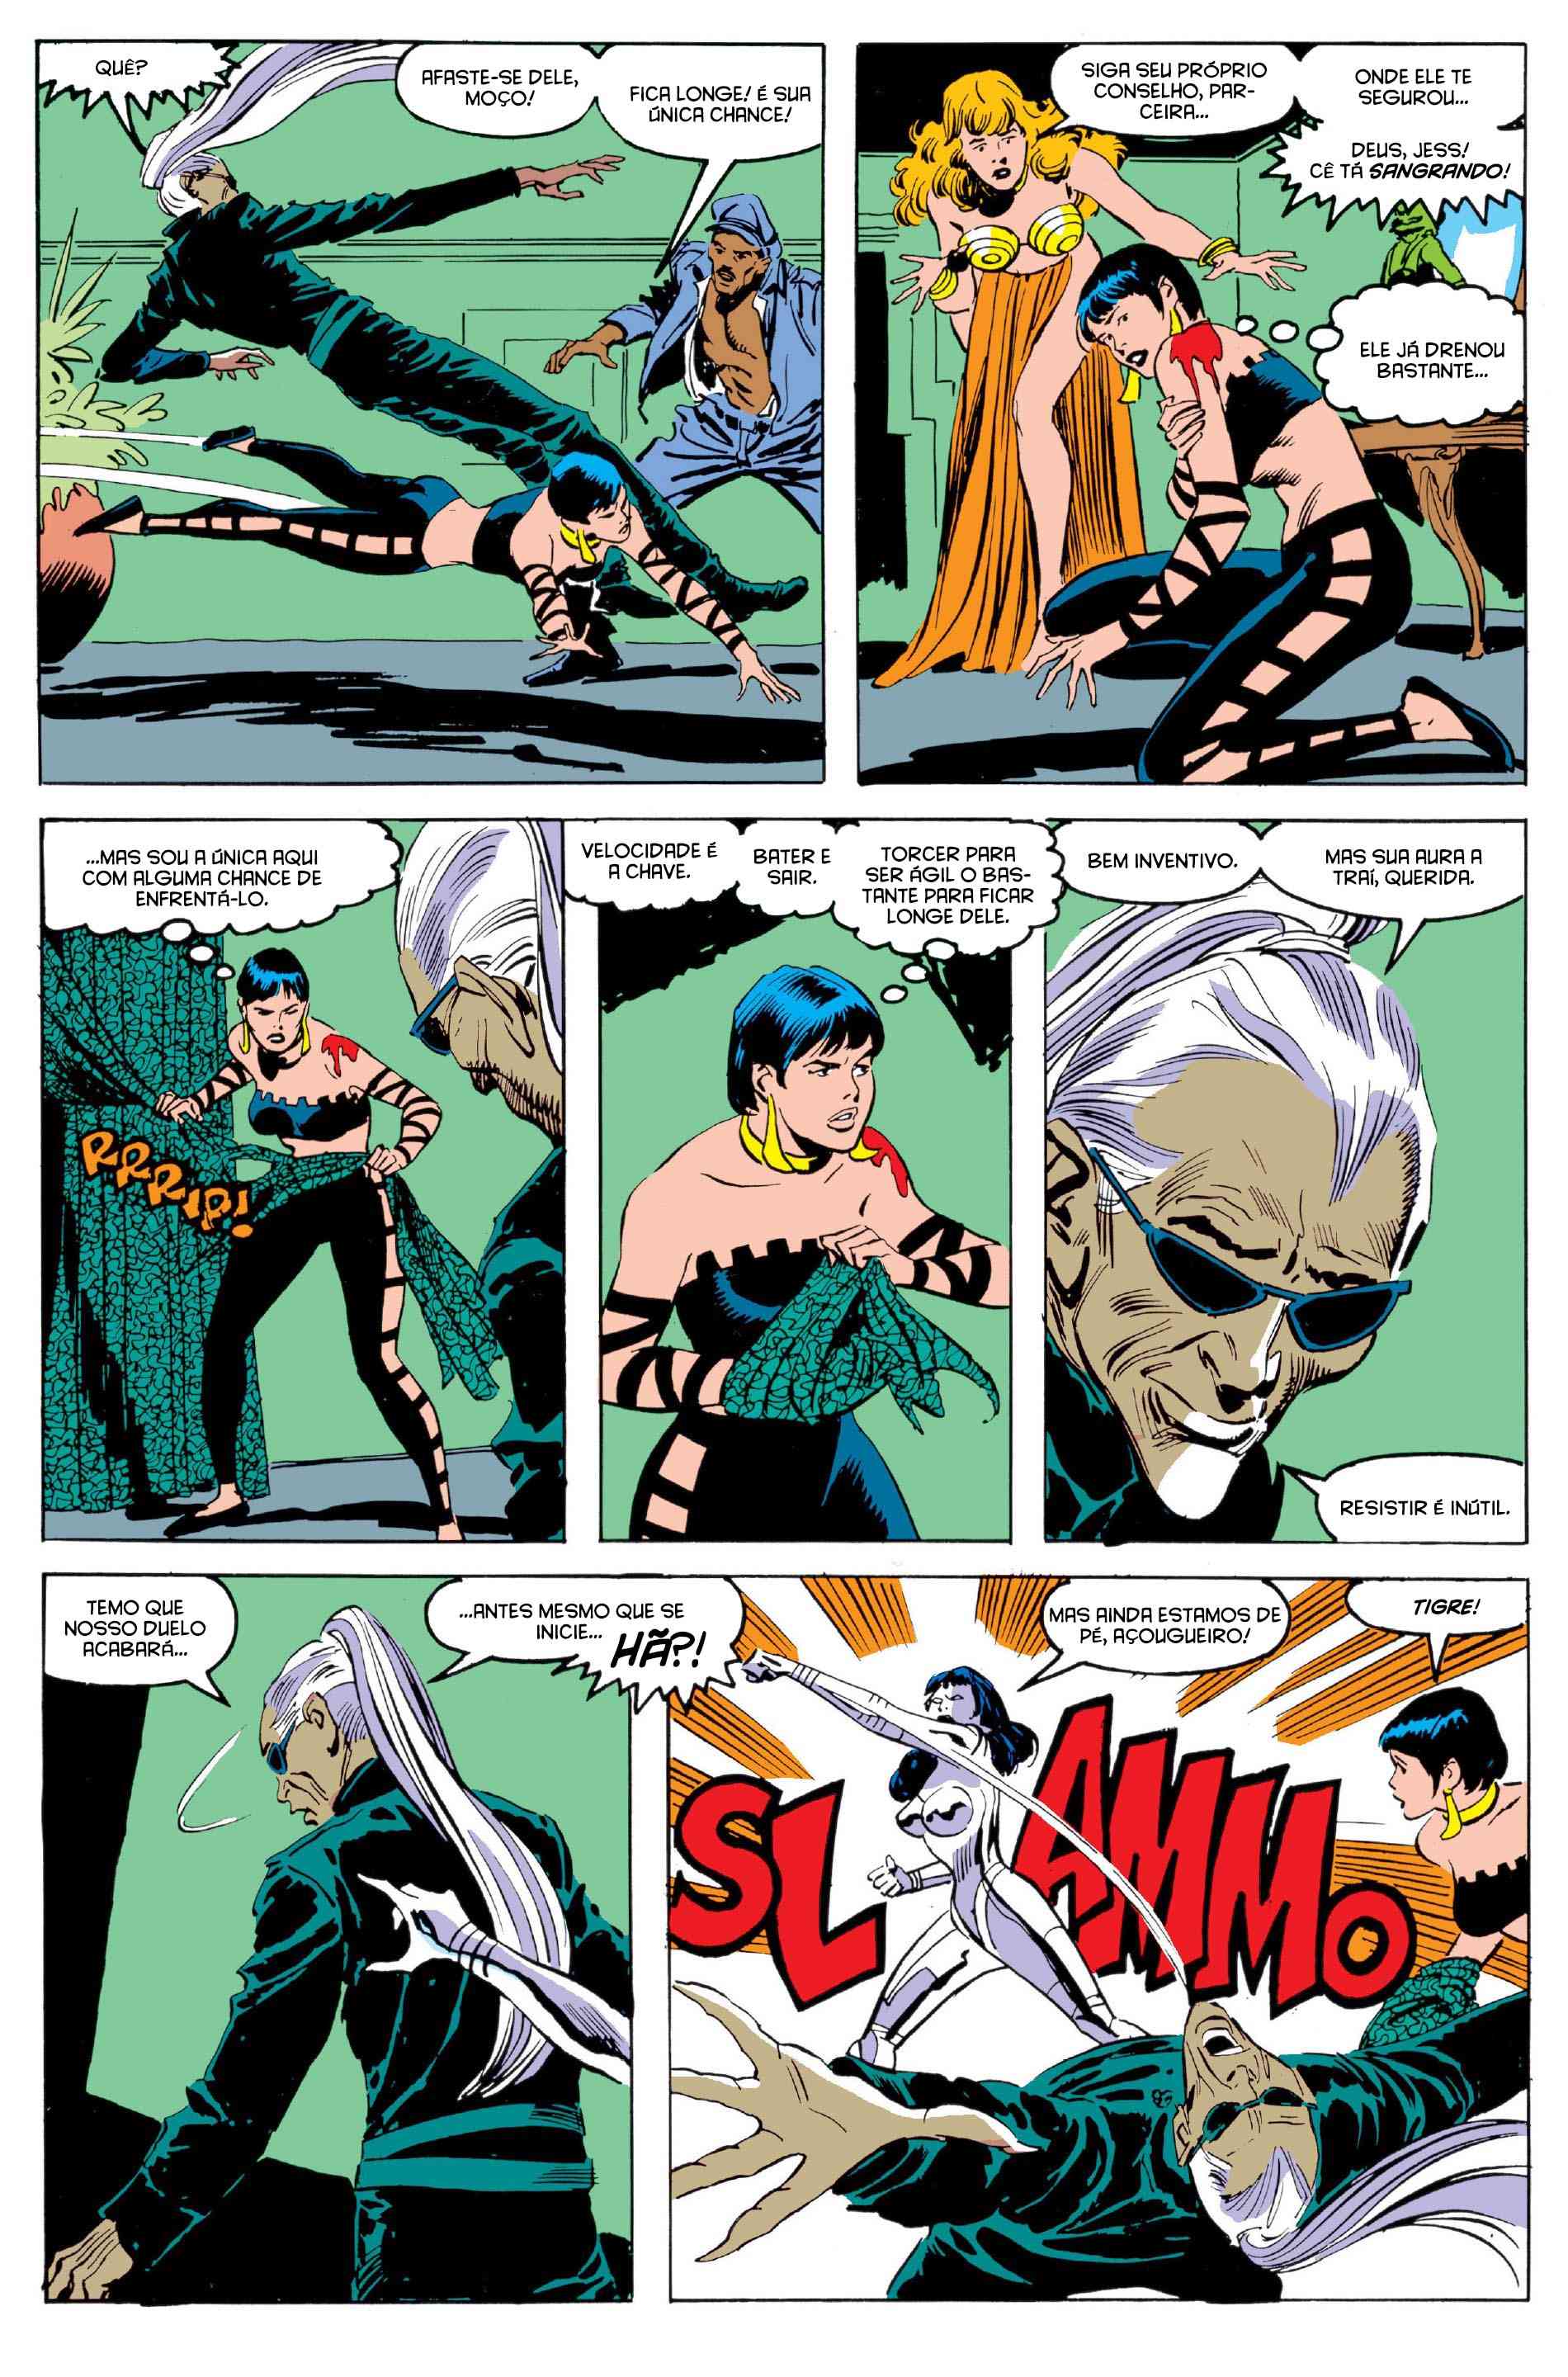 QUÊ?
AFASTE-SE DELE,
MOÇO!
FICA LONGE! É SUA
ÚNICA CHANCE!
SIGA SEU PRÓPRIO
CONSELHO, PAR-
CEIRA...
ONDE ELE TE
SEGUROU...
DEUS, JESS!
CÊ TÁ SANGRANDO!
ELE JÁ DRENOU
BASTANTE...
...MAS SOU A ÚNICA AQUI
COM ALGUMA CHANCE DE
ENFRENTÁ-LO.
RRRIP!
VELOCIDADE É
A CHAVE.
BATER E
SAIR.
TORCER PARA
SER ÁGIL O BAS-
TANTE PARA FICAR
LONGE DELE.
BEM INVENTIVO.
MAS SUA AURA A
TRAÍ, QUERIDA.
RESISTIR É INÚTIL.
TEMO QUE
NOSSO DUELO
ACABARÁ...
...ANTES MESMO QUE SE
INICIE...
HÃ?!
MAS AINDA ESTAMOS DE
PÉ, AÇOUGUEIRO!
TIGRE!
SLAMMO